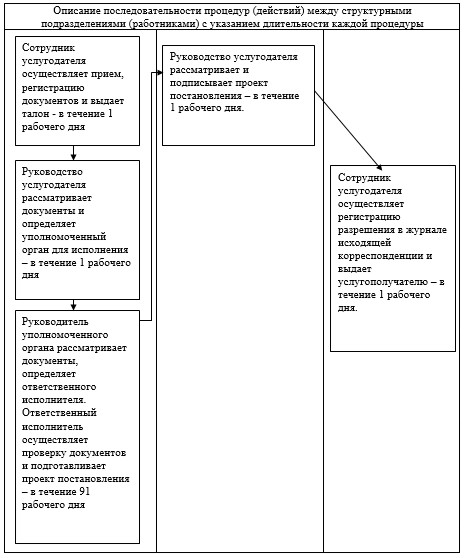 Описание последовательности процедур (действий) между структурными
подразделениями (работниками) с указанием длительности каждой процедуры
Сотрудник
услугодателя
осуществляет прием,
регистрацию
документов и выдает
талон - в течение 1
рабочего дня
Руководство
услугодателя
рассматривает
документы и
определяет
уполномоченный
орган для исполнения
– в течение 1 рабочего
дня
Руководитель
уполномоченного
органа рассматривает
документы,
определяет
ответственного
исполнителя.
Ответственный
исполнитель
осуществляет
проверку документов
и подготавливает
проект постановления
– в течение 91
рабочего дня
Руководство услугодателя
рассматривает и
подписывает проект
постановления – в течение
1 рабочего дня.
Сотрудник
услугодателя
осуществляет
регистрацию
разрешения в журнале
исходящей
корреспонденции и
выдает
услугополучателю – в
течение 1 рабочего
дня.